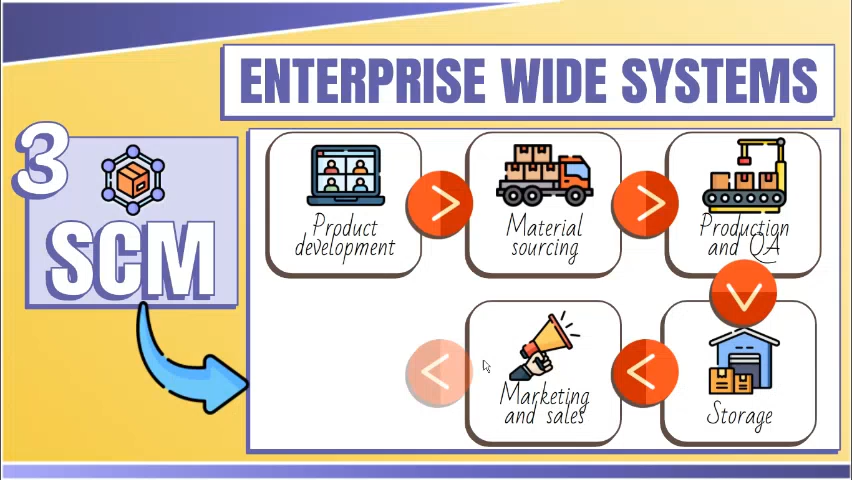 ENTERPRISE WIDE SYSTEMS
3
SCM
Product
development
Material
sourcing
Production
and QA
Marketing
and sales
Storage